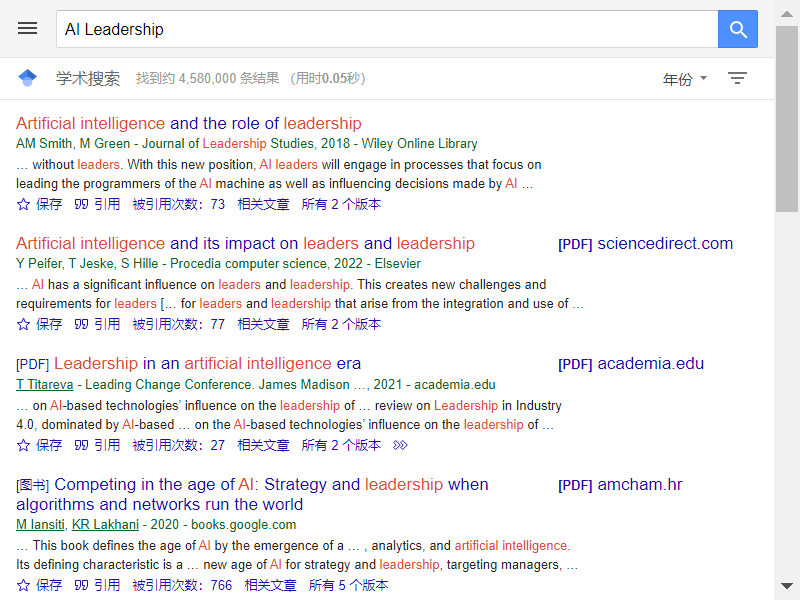 AI Leadership
学术搜索 找到约 4,580,000 条结果 （用时0.05秒） 年份
Artificial intelligence and the role of leadership
AM Smith, M Green - Journal of Leadership Studies, 2018 - Wiley Online Library
… without leaders. With this new position, AI leaders will engage in processes that focus on
leading the programmers of the AI machine as well as influencing decisions made by AI …
保存 引用 被引用次数：73 相关文章 所有 2 个版本
Artificial intelligence and its impact on leaders and leadership [PDF] sciencedirect.com
Y Peifer, T Jeske, S Hille - Procedia computer science, 2022 - Elsevier
… AI has a significant influence on leaders and leadership. This creates new challenges and
requirements for leaders [… for leaders and leadership that arise from the integration and use of …
保存 引用 被引用次数：77 相关文章 所有 2 个版本
[PDF] Leadership in an artificial intelligence era [PDF] academia.edu
T Titareva - Leading Change Conference. James Madison …, 2021 - academia.edu
… on AI-based technologies’ influence on the leadership of … review on Leadership in Industry
4.0, dominated by AI-based … on the AI-based technologies’ influence on the leadership of …
保存 引用 被引用次数：27 相关文章 所有 2 个版本
[图书] Competing in the age of AI: Strategy and leadership when [PDF] amcham.hr
algorithms and networks run the world
M Iansiti, KR Lakhani - 2020 - books.google.com
… This book defines the age of AI by the emergence of a … , analytics, and artificial intelligence.
Its defining characteristic is a … new age of AI for strategy and leadership, targeting managers, …
保存 引用 被引用次数：766 相关文章 所有 5 个版本